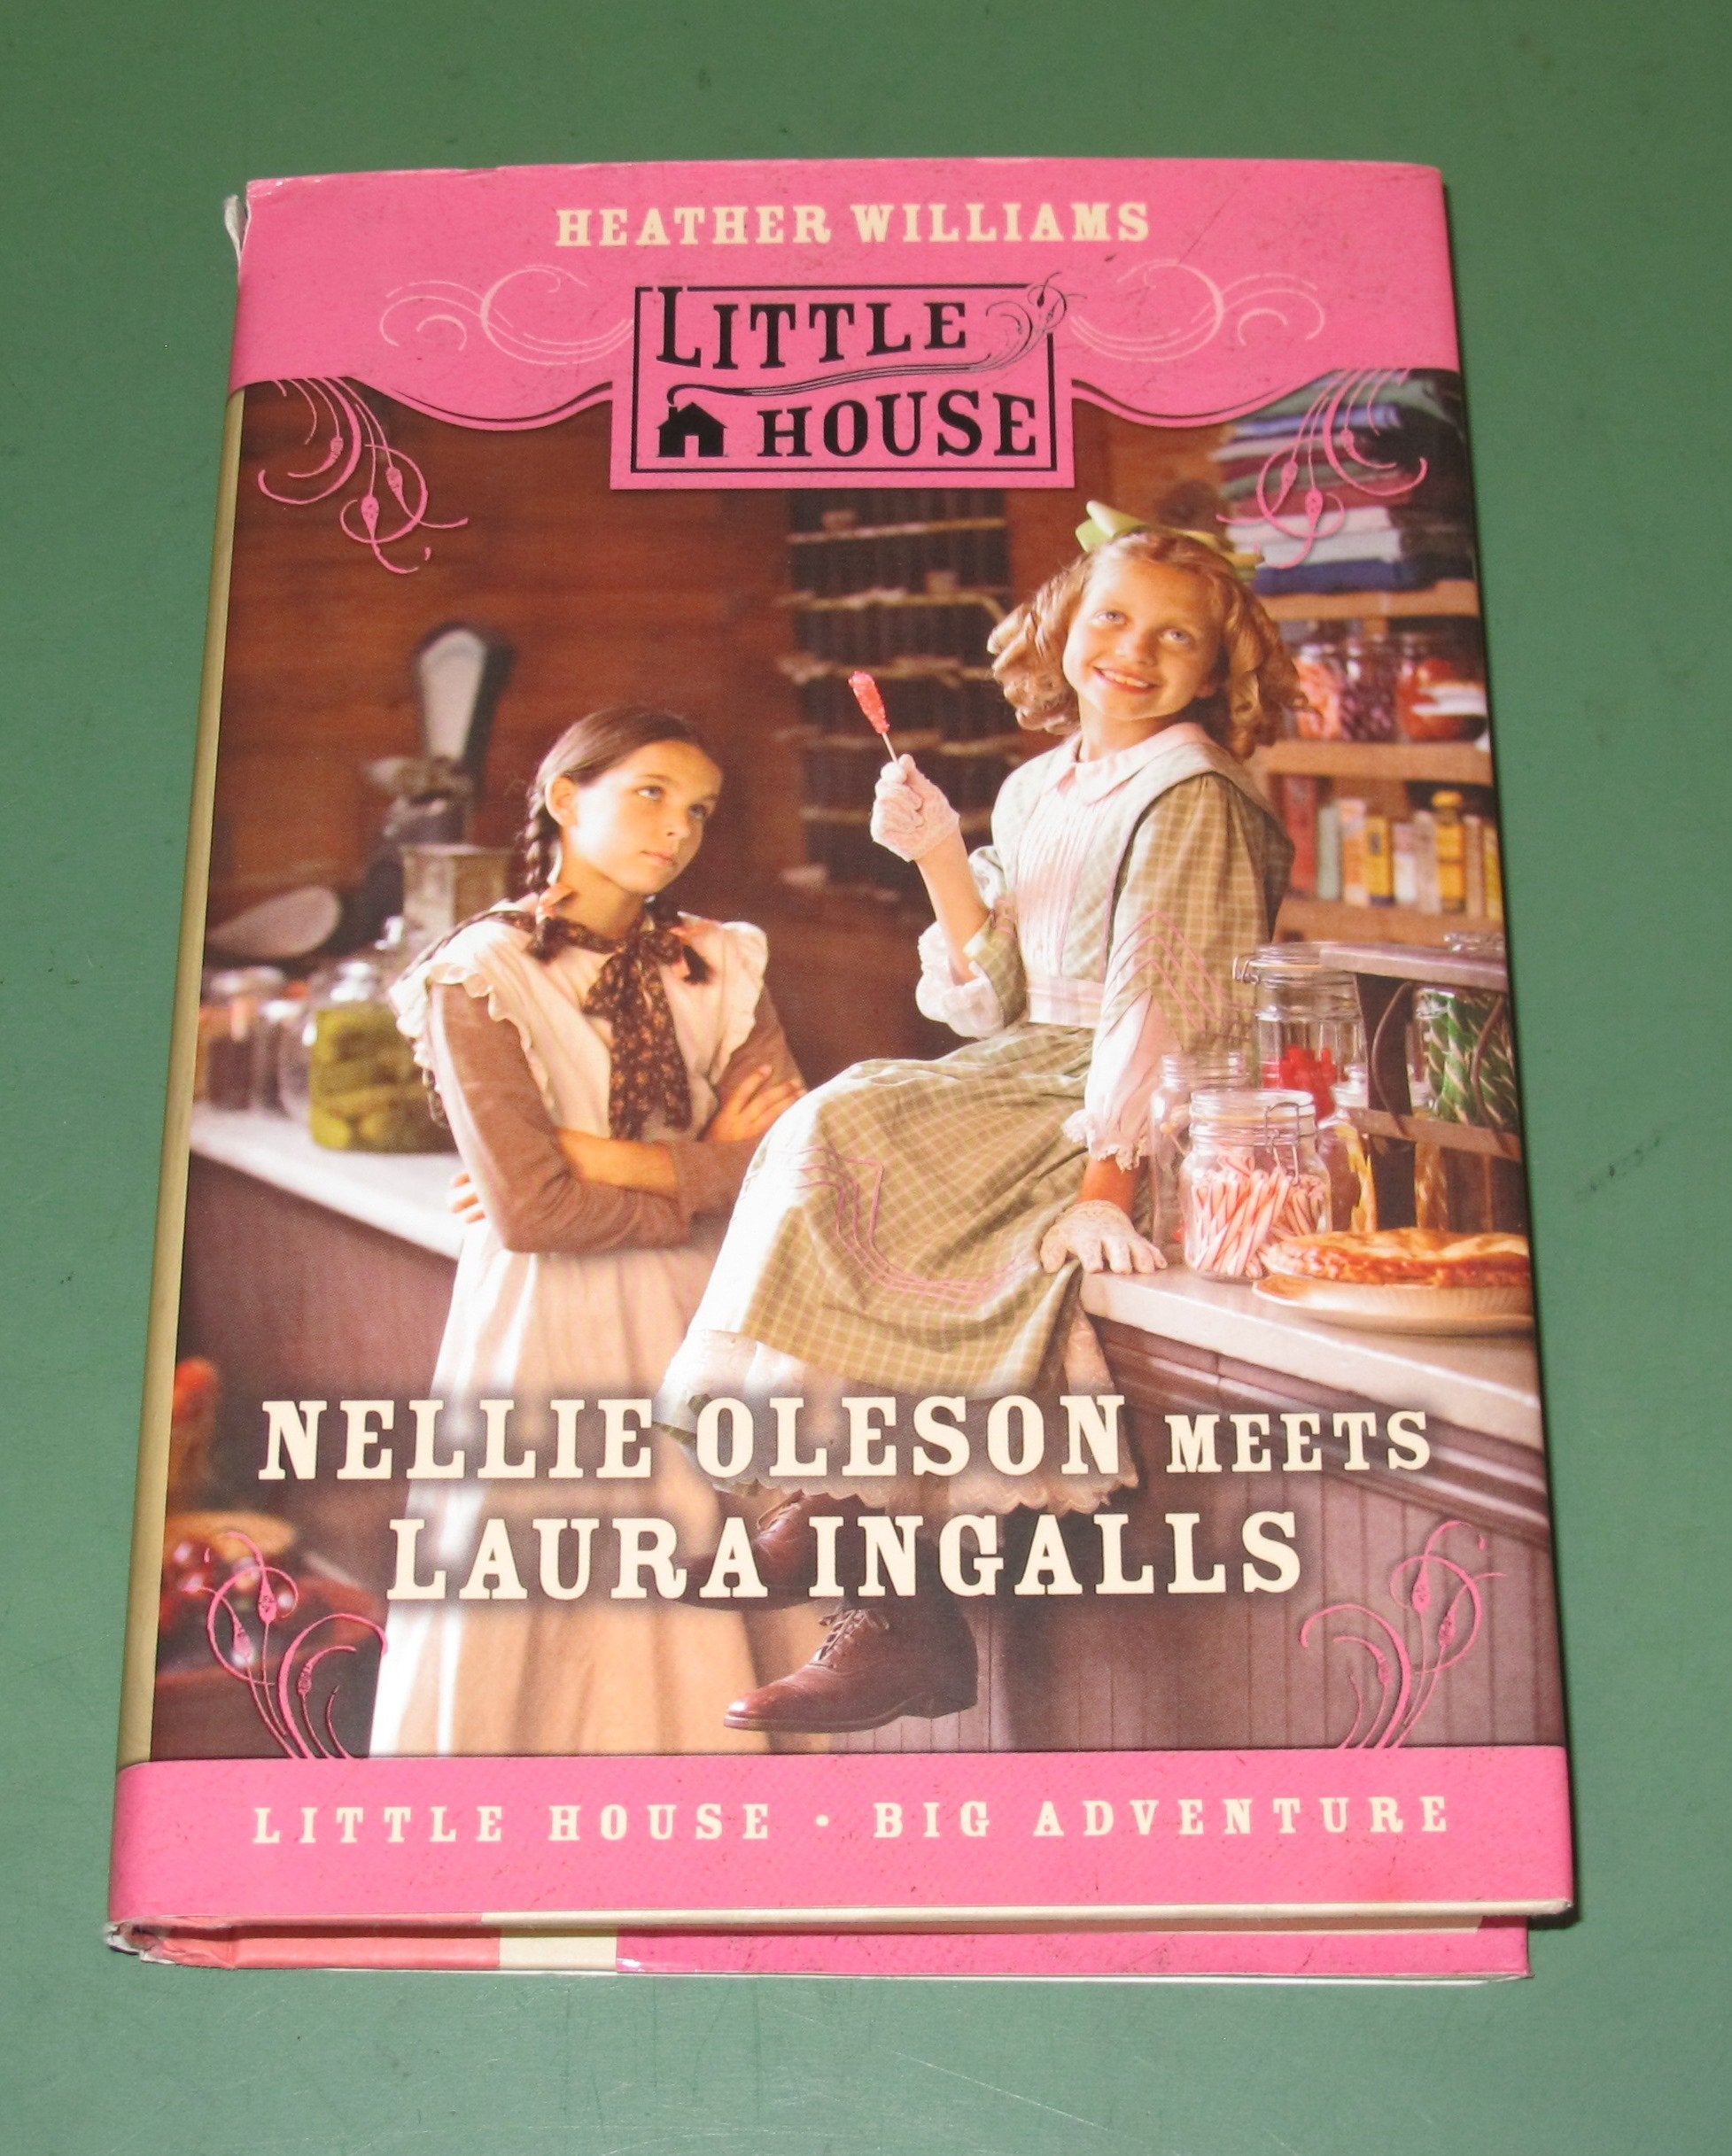 HEATHER WILLIAMS
LITTLE
HOUSE
NELLIE OLESON MEETS
LAURA INGALLS
LITTLE HOUSE • BIG ADVENTURE